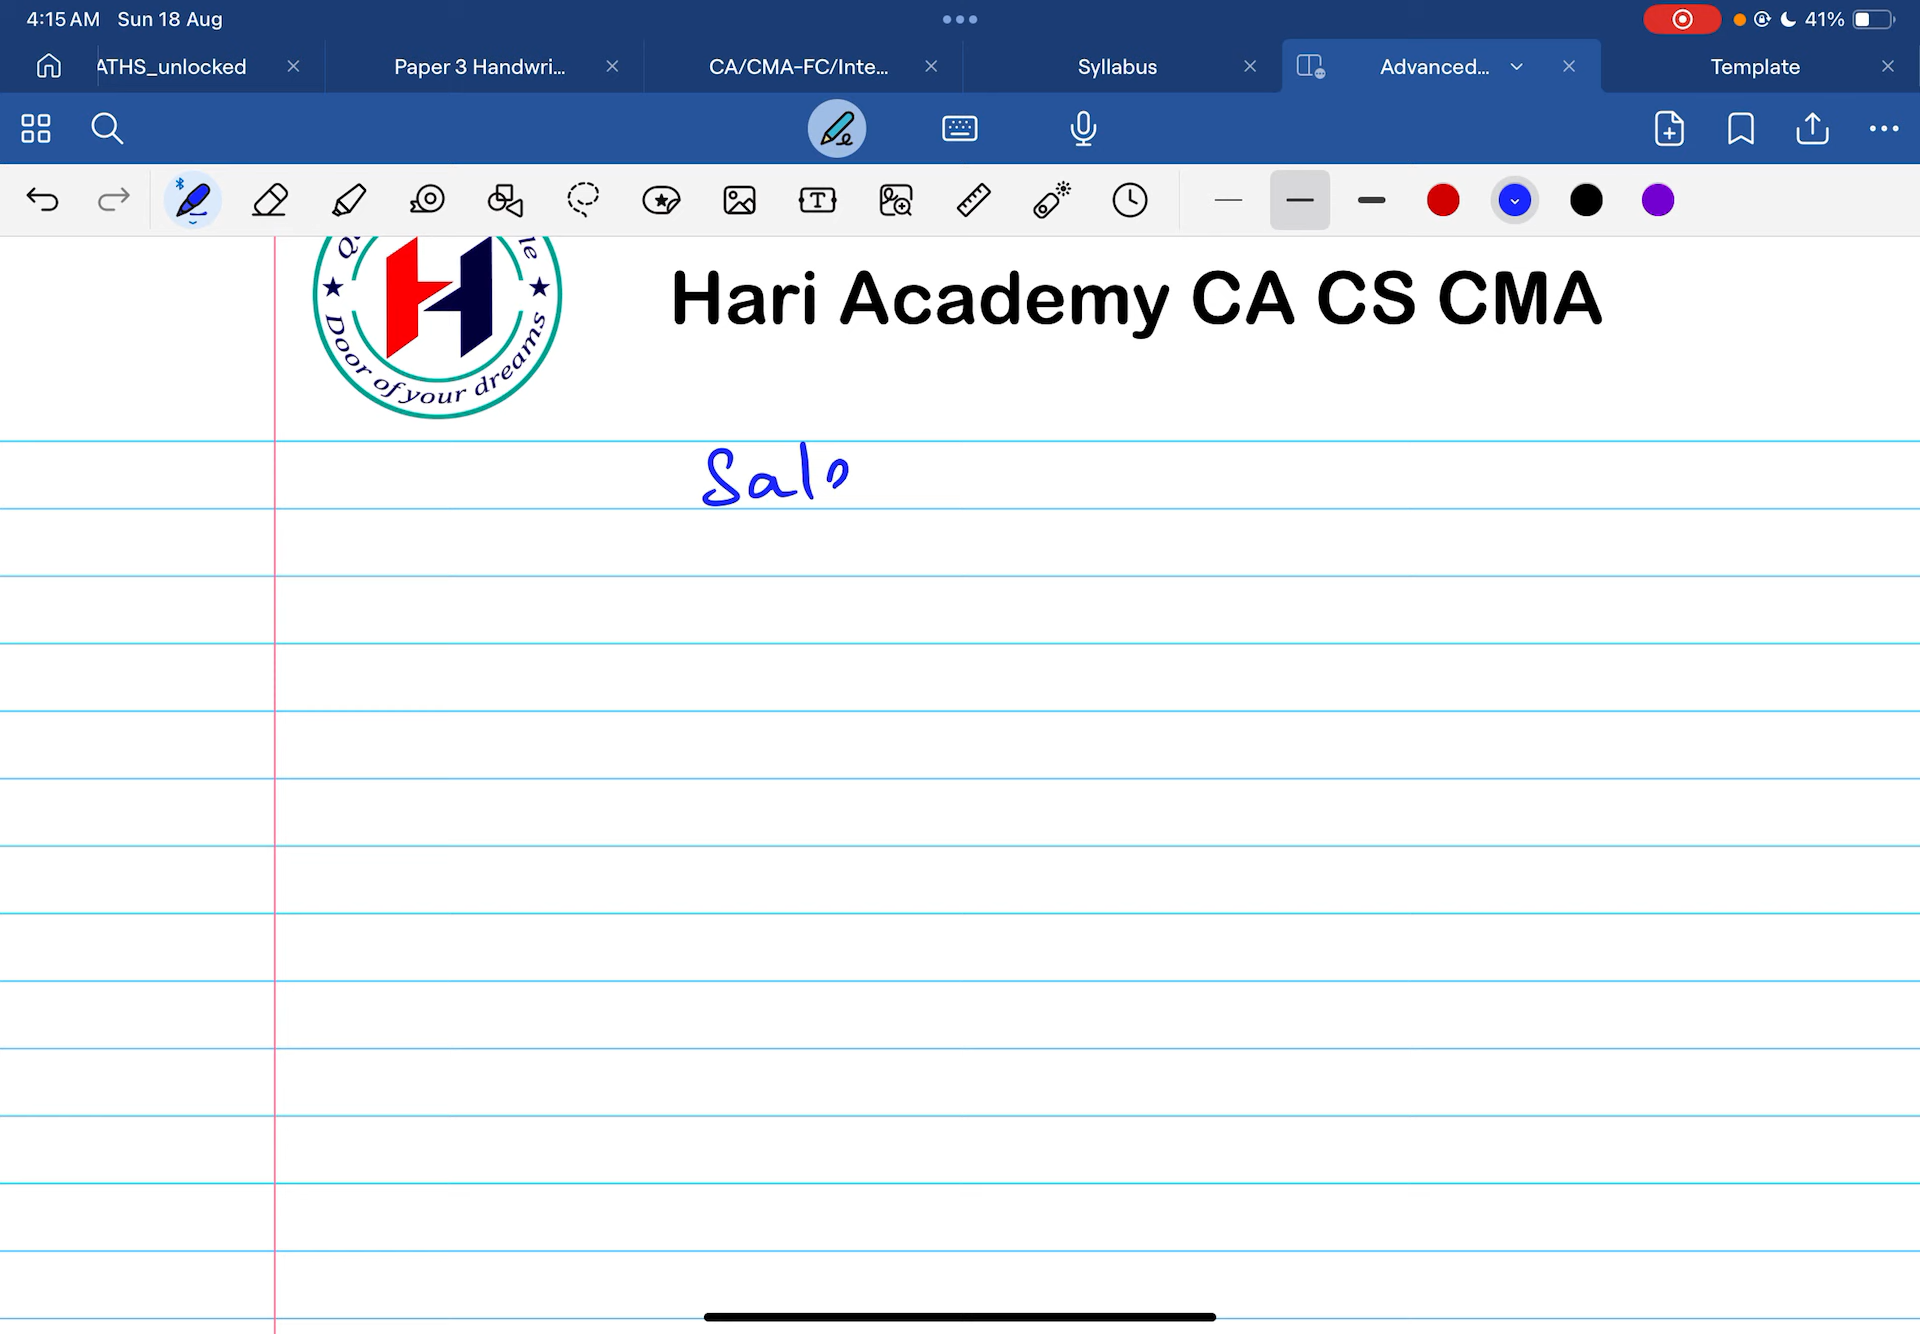 4:15 AM Sun 18 Aug
41%
ATHS_unlocked
Paper 3 Handwri...
CA/CMA-FC/Inte...
Syllabus
Advanced...
Template
Hari Academy CA CS CMA
Door of your dreams
Sale